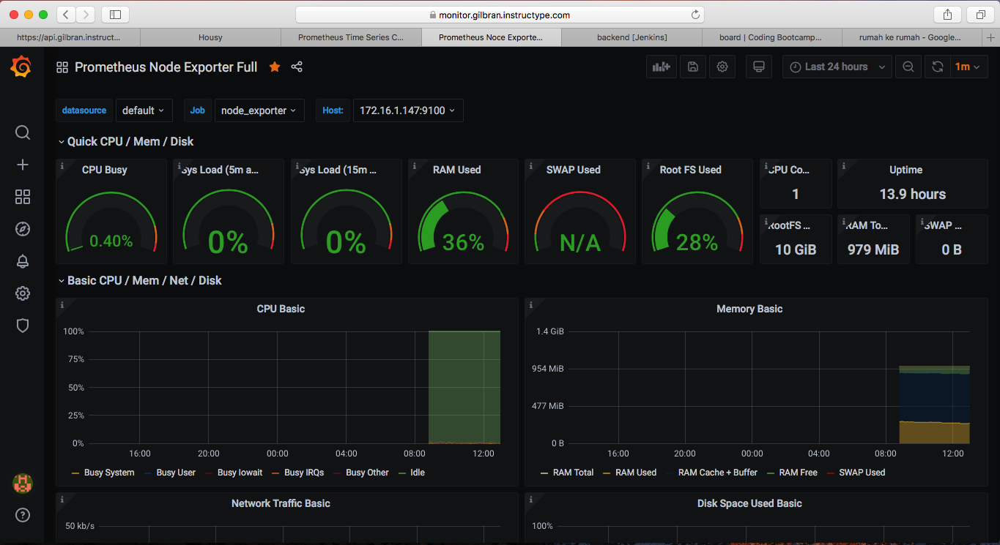 monitor.gilbran.instructype.com
https://api.gilbran.instruct... Housy Prometheus Time Series C... Prometheus Noce Exporte... backend [Jenkins] board | Coding Bootcamp... rumah ke rumah - Google...
Prometheus Node Exporter Full
Last 24 hours 1m
datasource default Job node_exporter Host: 172.16.1.147:9100
Quick CPU / Mem / Disk
CPU Busy Sys Load (5m a... Sys Load (15m ... RAM Used SWAP Used Root FS Used CPU Co... Uptime
1 13.9 hours
0.40% 0% 0% 36% N/A 28%
RootFS ... RAM To... SWAP ...
10 GiB 979 MiB 0 B
Basic CPU / Mem / Net / Disk
CPU Basic
100%
75%
50%
25%
0%
16:00 20:00 00:00 04:00 08:00 12:00
Busy System Busy User Busy Iowait Busy IRQs Busy Other Idle
Memory Basic
1.4 GiB
954 MiB
477 MiB
0 B
16:00 20:00 00:00 04:00 08:00 12:00
RAM Total RAM Used RAM Cache + Buffer RAM Free SWAP Used
Network Traffic Basic
50 kb/s
Disk Space Used Basic
100%